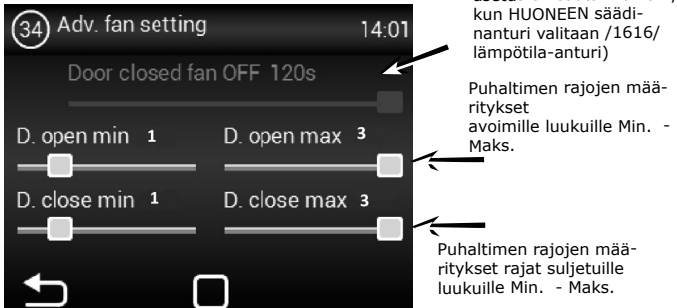 34 Adv. fan setting 14:01
Door closed fan OFF 120s
D. open min 1 D. open max 3
D. close min 1 D. close max 3
kun HUONEEN säädi-
nanturi valitaan /1616/
lämpötila-anturi)
Puhaltimen rajojen mää-
ritykset
avoimille luukuille Min. -
Maks.
Puhaltimen rajojen mää-
ritykset rajat suljetuille
luukuille Min. - Maks.